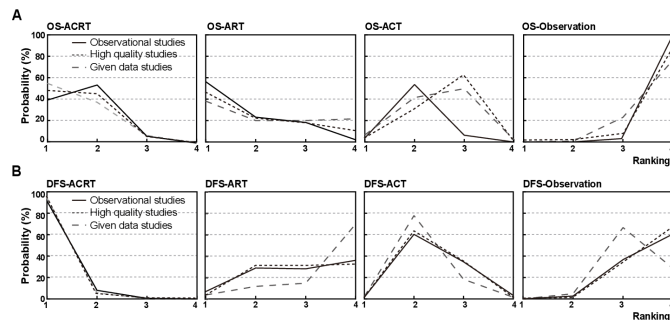 A
OS-ACRT OS-ART OS-ACT OS-Observation
Probability (%)
100
80
60
40
20
0
Observational studies
High quality studies
Given data studies
1 2 3 4 1 2 3 4 1 2 3 4 1 2 3 4
Ranking
B
DFS-ACRT DFS-ART DFS-ACT DFS-Observation
Probability (%)
100
80
60
40
20
0
Observational studies
High quality studies
Given data studies
1 2 3 4 1 2 3 4 1 2 3 4 1 2 3 4
Ranking